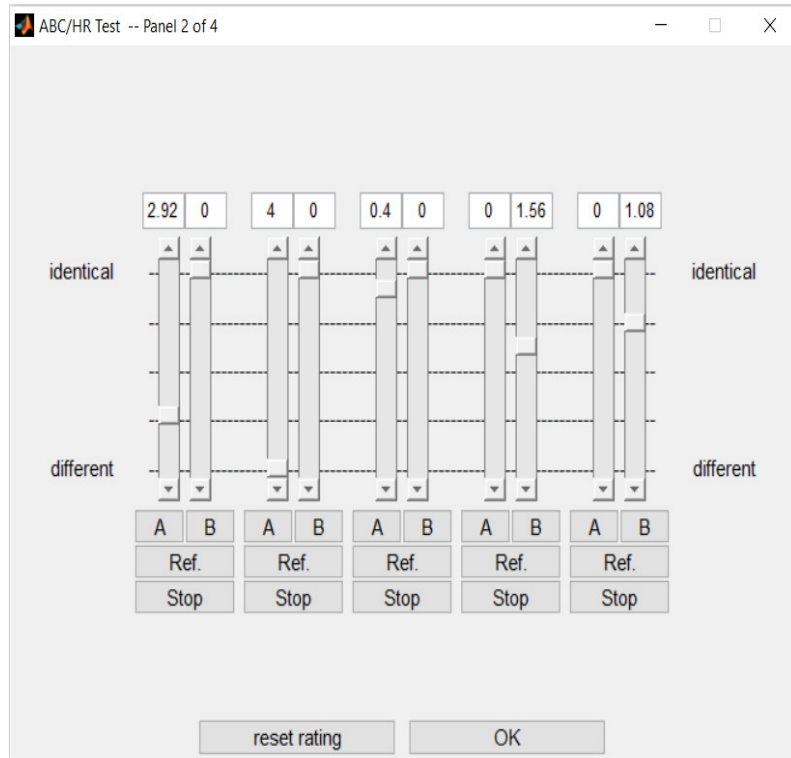 ABC/HR Test -- Panel 2 of 4
2.92 0 4 0 0.4 0 0 1.56 0 1.08
identical identical
different different
A B A B A B A B A B
Ref. Ref. Ref. Ref. Ref.
Stop Stop Stop Stop Stop
reset rating OK